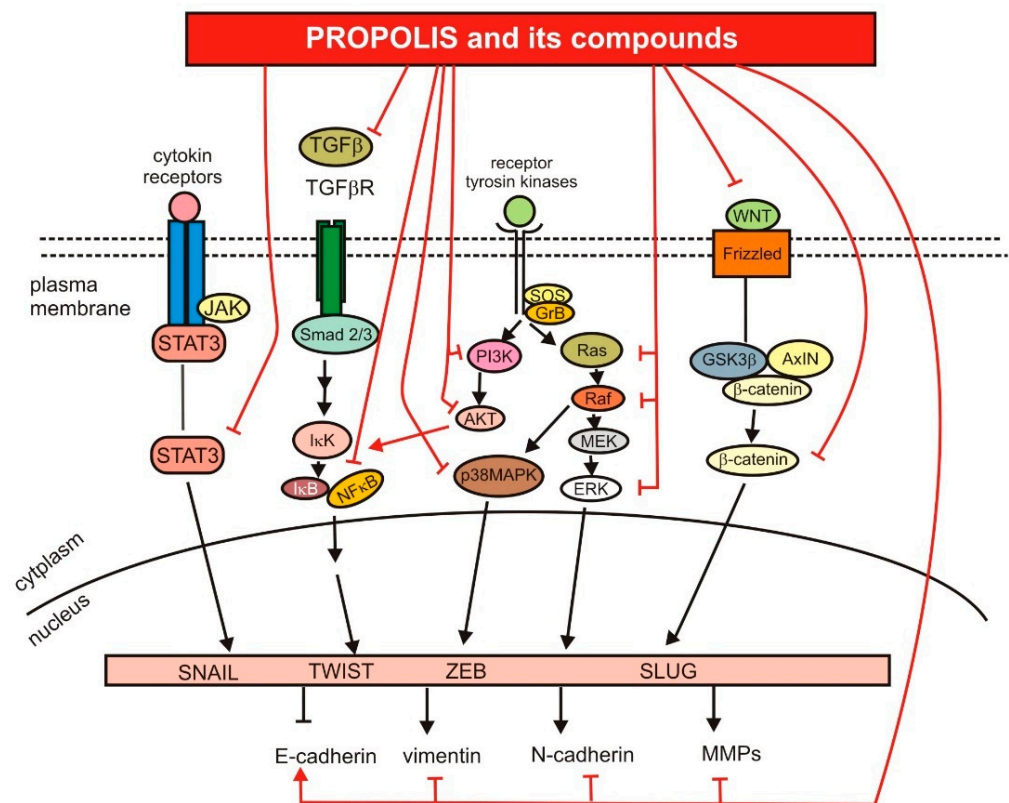 PROPOLIS and its compounds
cytokin
receptors
TGFβ
TGFβR
receptor
tyrosin kinases
WNT
Frizzled
plasma
membrane
JAK
STAT3
Smad 2/3
SOS
GrB
PI3K
Ras
GSK3β
AxIN
β-catenin
AKT
Raf
STAT3
IκK
MEK
β-catenin
IκB
NFκB
p38MAPK
ERK
cytplasm
nucleus
SNAIL TWIST ZEB SLUG
E-cadherin vimentin N-cadherin MMPs